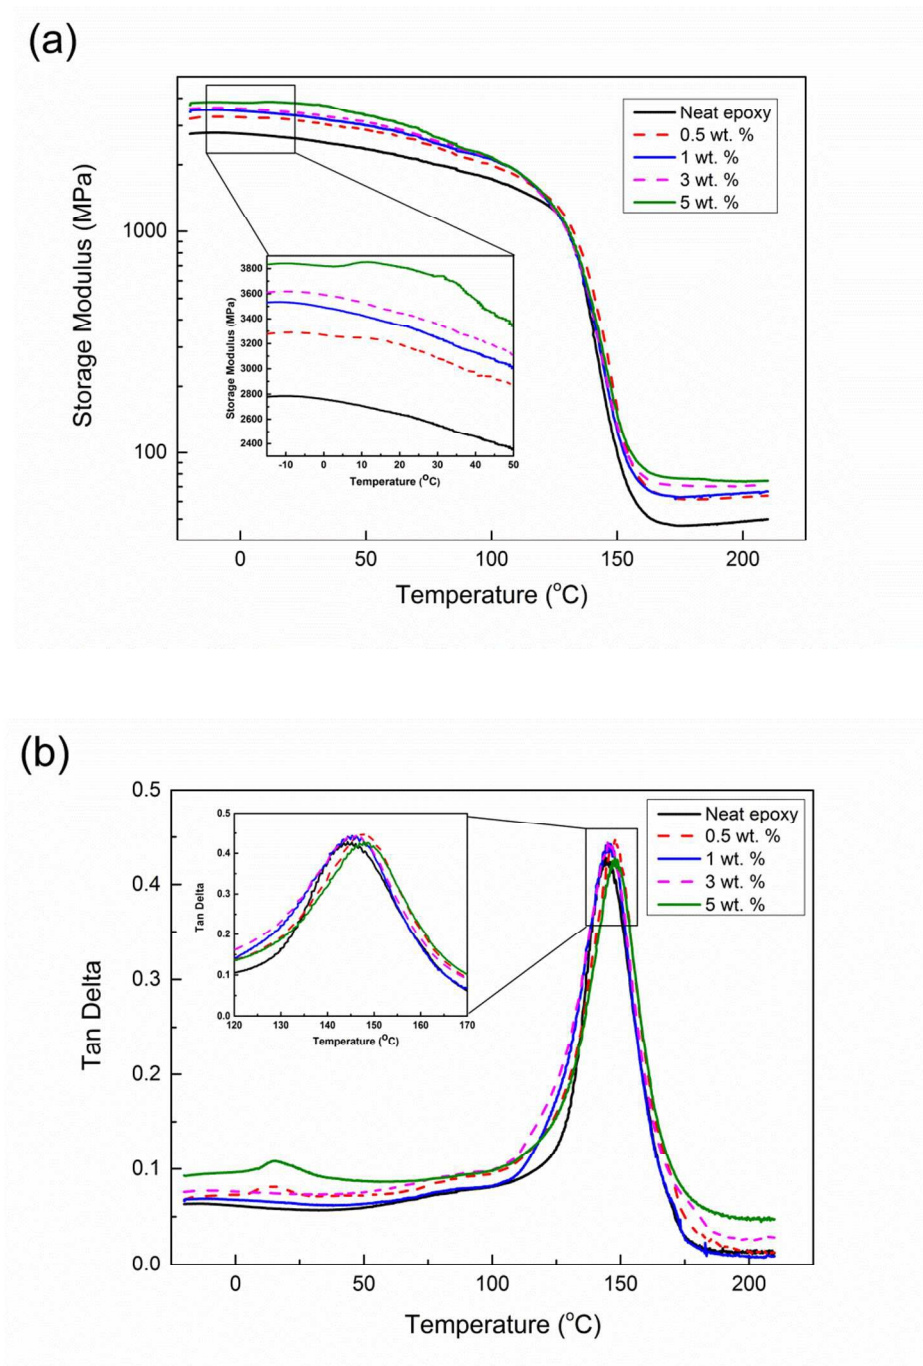 (a)
Storage Modulus (MPa)
1000
100
Neat epoxy
0.5 wt. %
1 wt. %
3 wt. %
5 wt. %
Storage Modulus (MPa)
3800
3600
3400
3200
3000
2800
2600
2400
-10 0 10 20 30 40 50
Temperature (°C)
0 50 100 150 200
Temperature (°C)
(b)
Tan Delta
0.5
0.4
0.3
0.2
0.1
0.0
Tan Delta
0.5
0.4
0.3
0.2
0.1
0.0
120 130 140 150 160 170
Temperature (°C)
Neat epoxy
0.5 wt. %
1 wt. %
3 wt. %
5 wt. %
0 50 100 150 200
Temperature (°C)